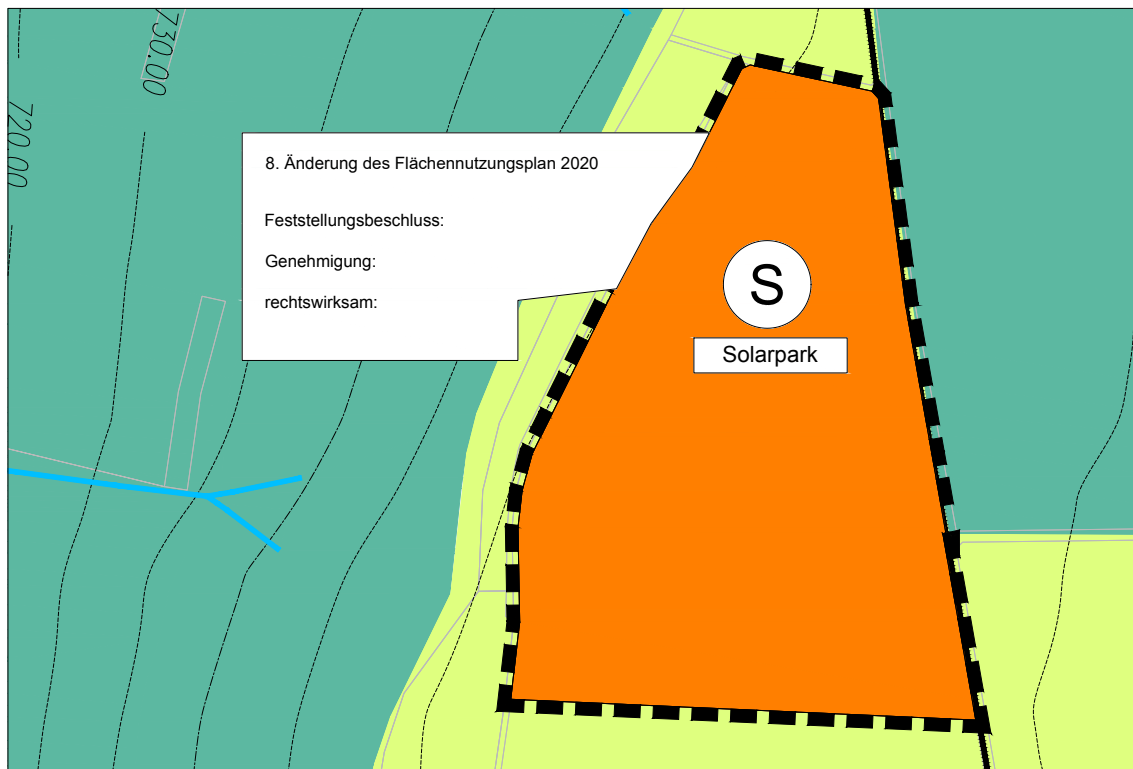 730.00
720.00
8. Änderung des Flächennutzungsplan 2020
Feststellungsbeschluss:
Genehmigung:
rechtswirksam:
S
Solarpark